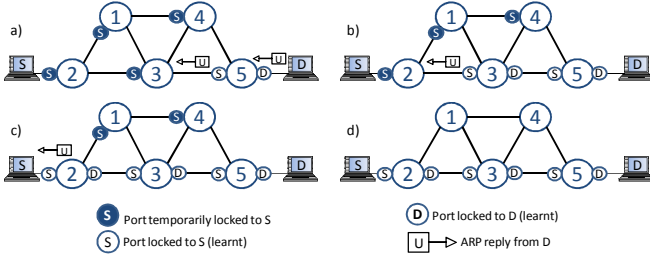 a) 1 S 4
S U U
S S 2 S 3 S 5 D D
b) 1 S 4
S U
S S 2 S 3 D S 5 D D
c) 1 S 4
U S
S S 2 D S 3 D S 5 D D
d) 1 4
S S 2 D S 3 D S 5 D D
S Port temporarily locked to S
S Port locked to S (learnt)
D Port locked to D (learnt)
U ARP reply from D